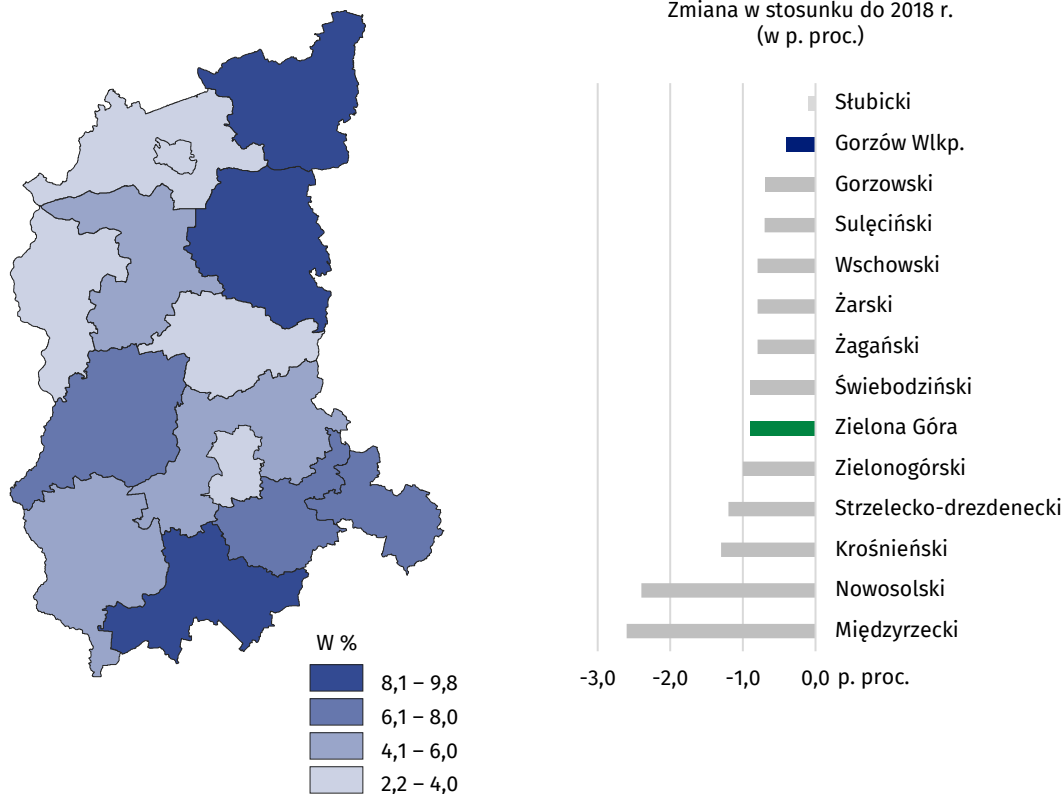 Zmiana w stosunku do 2018 r.
(w p. proc.)
Słubicki
Gorzów Wlkp.
Gorzowski
Sulęciński
Wschowski
Żarski
Żagański
Świebodziński
Zielona Góra
Zielonogórski
Strzelecko-drezdenecki
Krośnieński
Nowosolski
Międzyrzecki
-3,0 -2,0 -1,0 0,0 p. proc.
W %
8,1 – 9,8
6,1 – 8,0
4,1 – 6,0
2,2 – 4,0